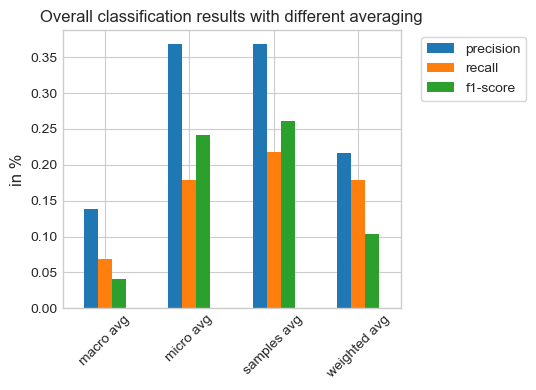 Overall classification results with different averaging
precision
recall
f1-score
in %
0.35
0.30
0.25
0.20
0.15
0.10
0.05
0.00
macro avg
micro avg
samples avg
weighted avg